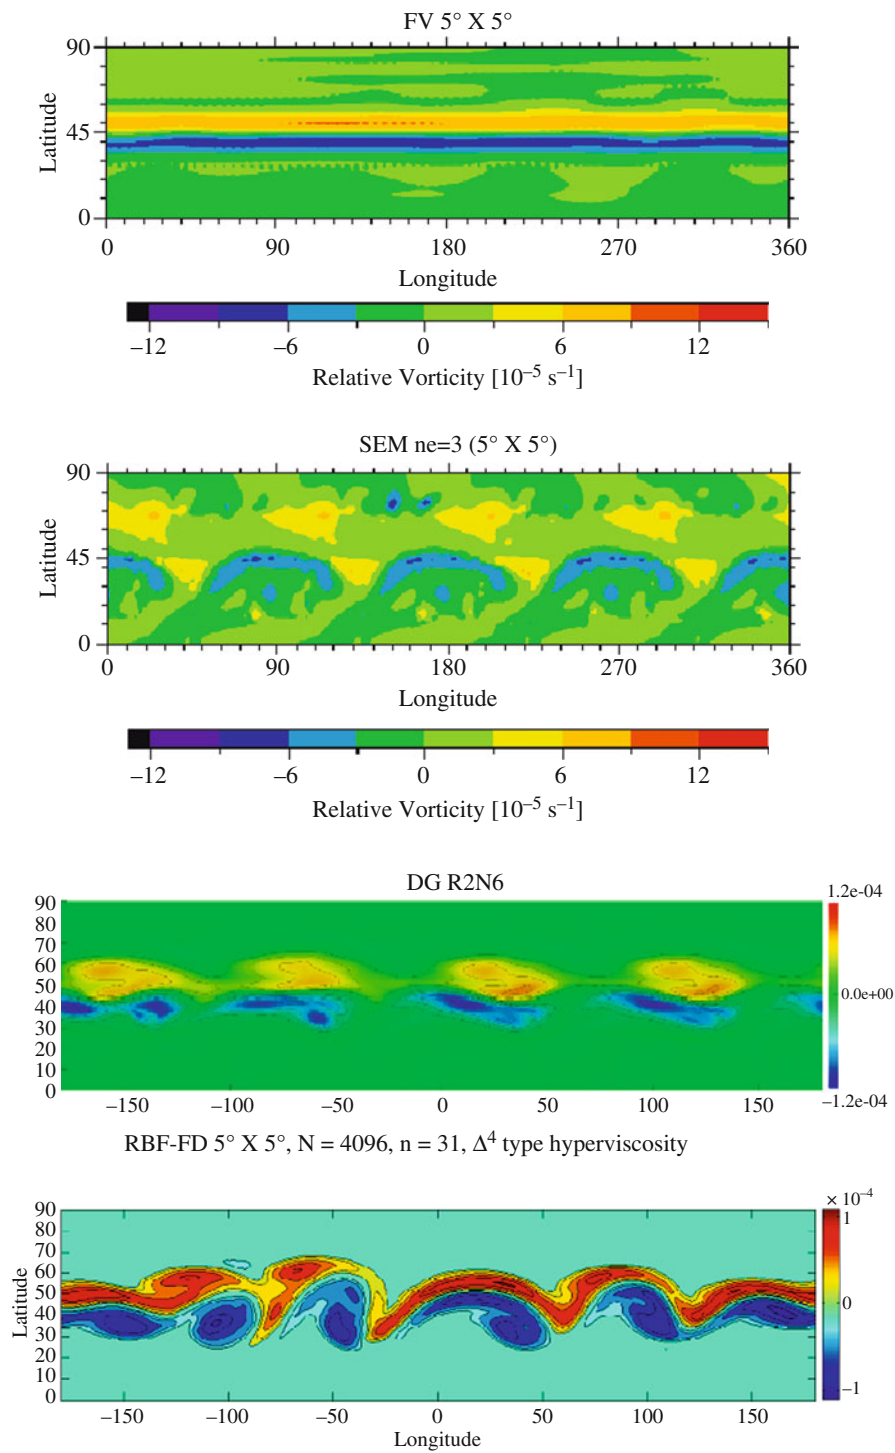 FV 5° X 5°
90
45
0
Latitude
0 90 180 270 360
Longitude
–12 –6 0 6 12
Relative Vorticity [10⁻⁵ s⁻¹]
SEM ne=3 (5° X 5°)
90
45
0
Latitude
0 90 180 270 360
Longitude
–12 –6 0 6 12
Relative Vorticity [10⁻⁵ s⁻¹]
DG R2N6
90
80
70
60
50
40
30
20
10
0
1.2e-04
0.0e+00
–1.2e-04
–150 –100 –50 0 50 100 150
RBF-FD 5° X 5°, N = 4096, n = 31, Δ⁴ type hyperviscosity
90
80
70
60
50
40
30
20
10
0
Latitude
× 10⁻⁴
1
0
–1
–150 –100 –50 0 50 100 150
Longitude